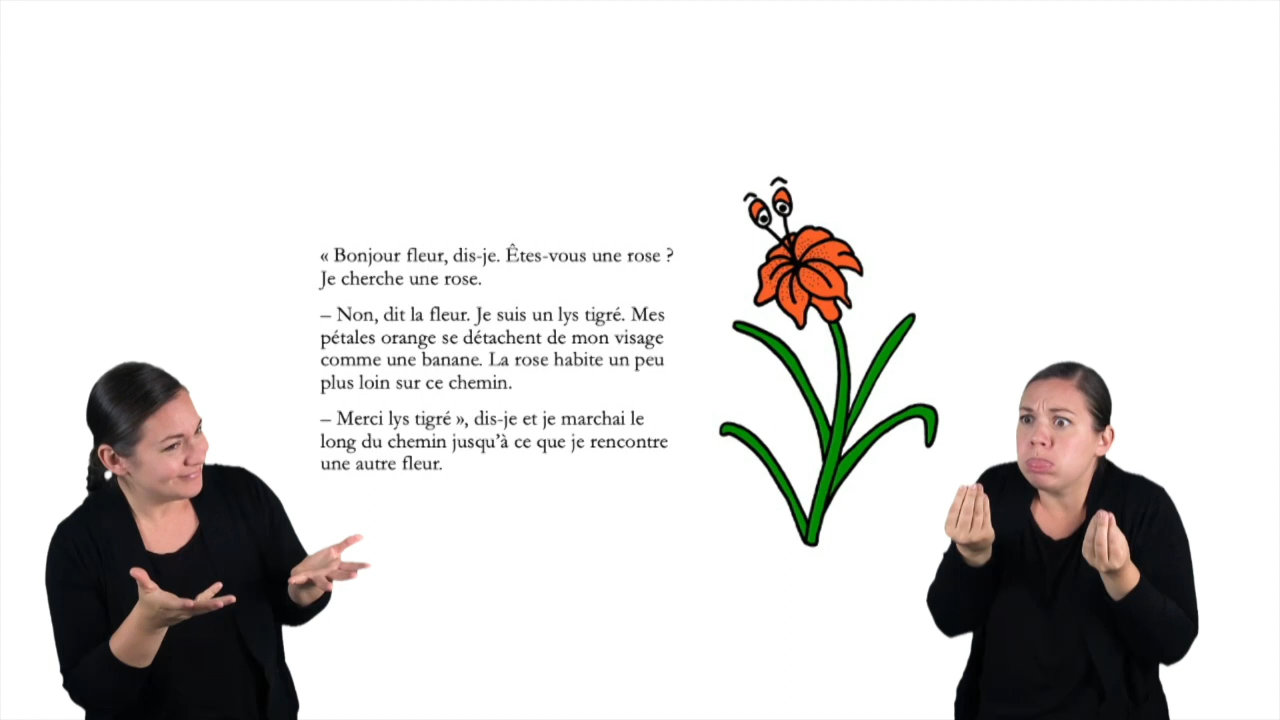 « Bonjour fleur, dis-je. Êtes-vous une rose ?
Je cherche une rose.
– Non, dit la fleur. Je suis un lys tigré. Mes
pétales orange se détachent de mon visage
comme une banane. La rose habite un peu
plus loin sur ce chemin.
– Merci lys tigré », dis-je et je marchai le
long du chemin jusqu’à ce que je rencontre
une autre fleur.